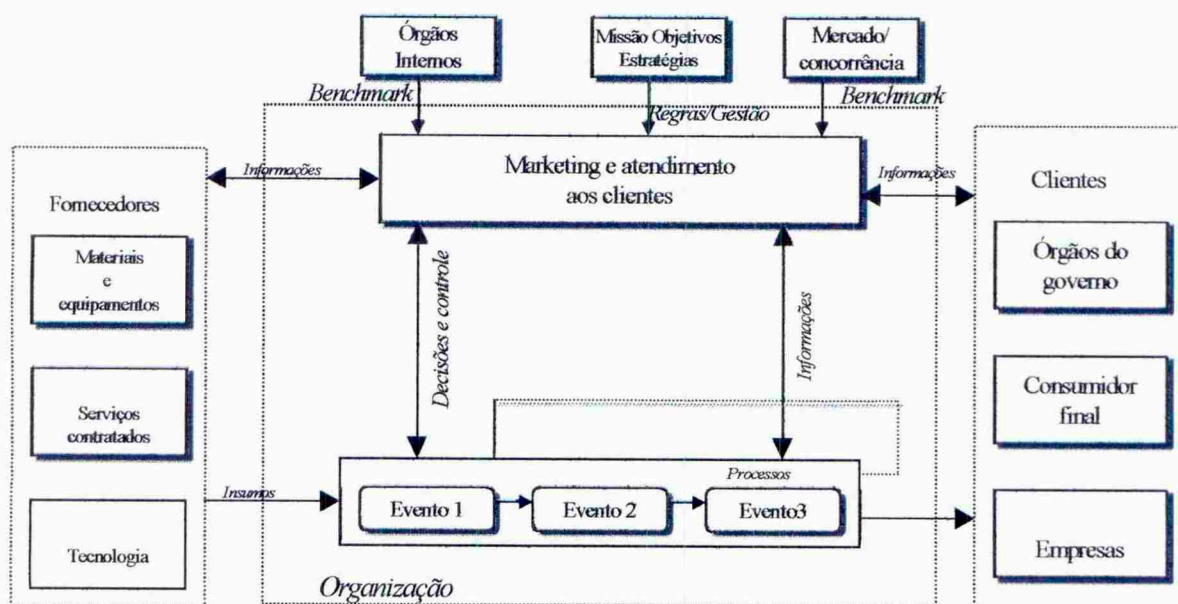 Órgãos
Internos
Missão Objetivos
Estratégias
Mercado/
concorrência
Benchmark
Regras/Gestão
Benchmark
Informações
Marketing e atendimento
aos clientes
Informações
Fornecedores
Materiais
e
equipamentos
Serviços
contratados
Tecnologia
Clientes
Órgãos do
governo
Consumidor
final
Empresas
Decisões e controle
Informações
Insumos
Processos
Evento 1
Evento 2
Evento3
Organização